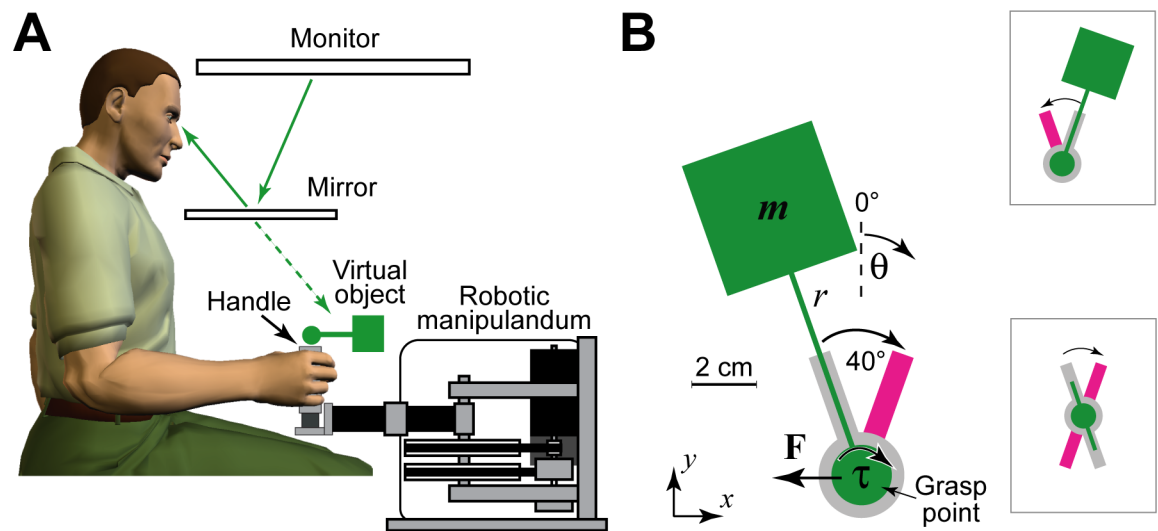 A
Monitor
Mirror
Virtual
object
Handle
Robotic
manipulandum
B
m
0°
θ
r
40°
2 cm
F
τ
y
x
Grasp
point